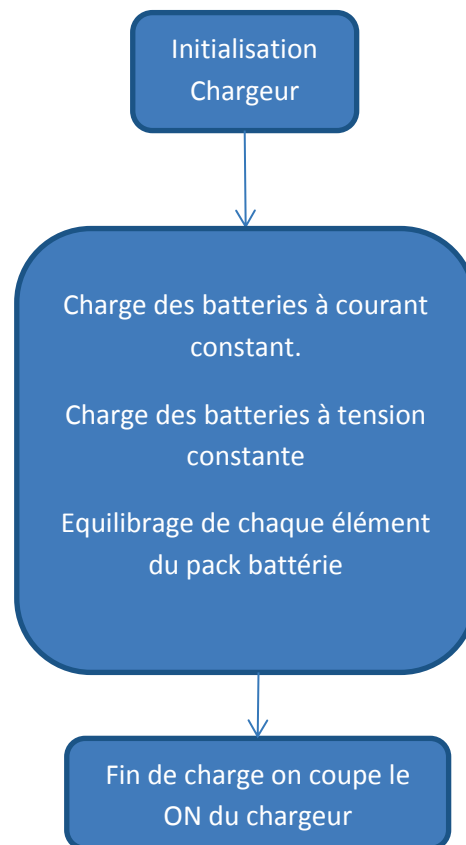 Initialisation
Chargeur
Charge des batteries à courant
constant.
Charge des batteries à tension
constante
Equilibrage de chaque élément
du pack battérie
Fin de charge on coupe le
ON du chargeur